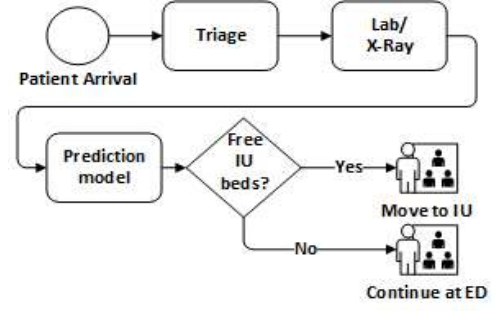 Patient Arrival
Triage
Lab/
X-Ray
Prediction
model
Free
IU
beds?
Yes
Move to IU
No
Continue at ED